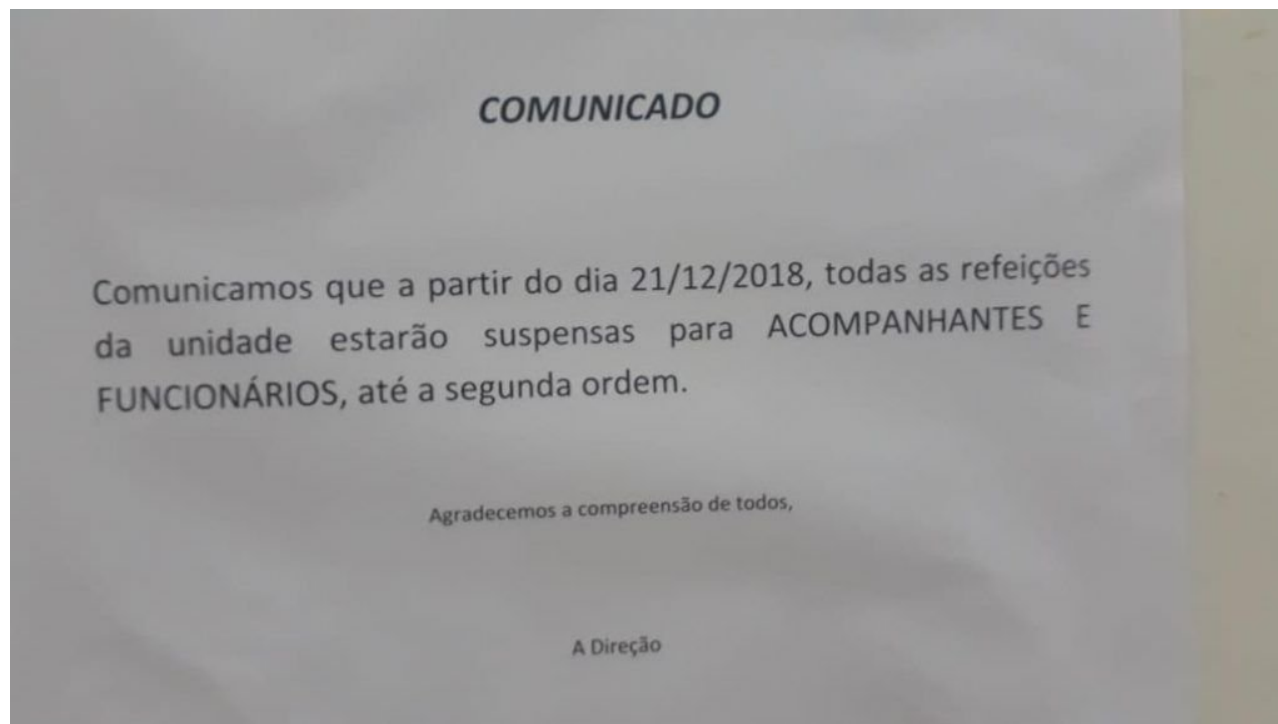 COMUNICADO
Comunicamos que a partir do dia 21/12/2018, todas as refeições
da unidade estarão suspensas para ACOMPANHANTES E
FUNCIONÁRIOS, até a segunda ordem.
Agradecemos a compreensão de todos,
A Direção